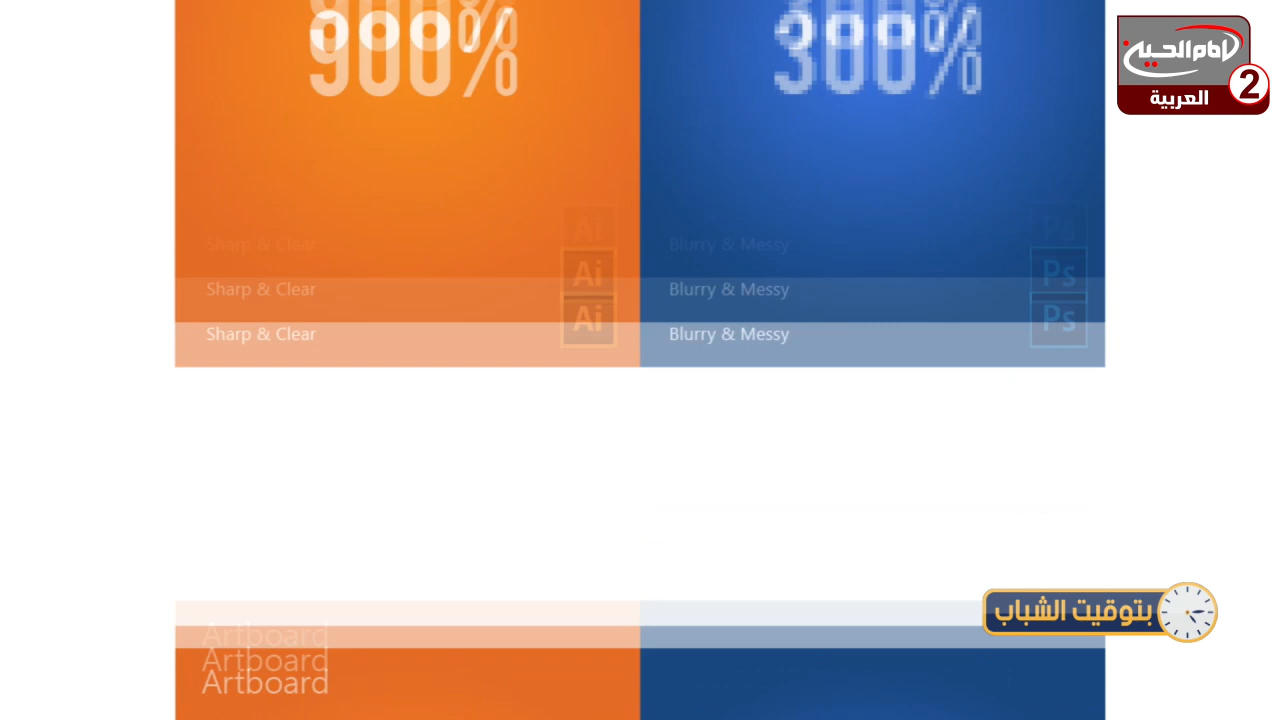 900%
300%
امام الحسين
2
العربية
Sharp & Clear
Ai
Blurry & Messy
Ps
Sharp & Clear
Ai
Blurry & Messy
Ps
Sharp & Clear
Ai
Blurry & Messy
Ps
بتوقيت الشباب
Artboard
Artboard
Artboard